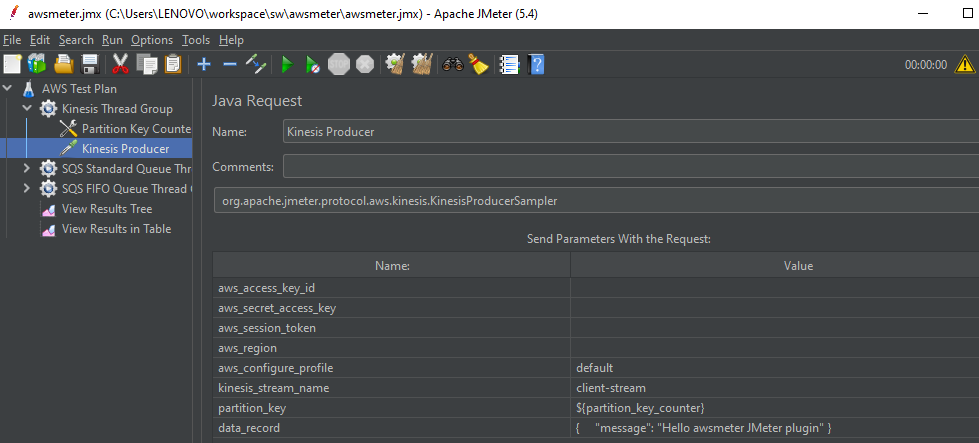 awsmeter.jmx (C:\Users\LENOVO\workspace\sw\awsmeter\awsmeter.jmx) - Apache JMeter (5.4)
File Edit Search Run Options Tools Help
STOP
00:00:00
AWS Test Plan
Kinesis Thread Group
Partition Key Counte
Kinesis Producer
SQS Standard Queue Thr
SQS FIFO Queue Thread
View Results Tree
View Results in Table
Java Request
Name: Kinesis Producer
Comments:
org.apache.jmeter.protocol.aws.kinesis.KinesisProducerSampler
Send Parameters With the Request:
Name: Value
aws_access_key_id
aws_secret_access_key
aws_session_token
aws_region
aws_configure_profile default
kinesis_stream_name client-stream
partition_key ${partition_key_counter}
data_record { "message": "Hello awsmeter JMeter plugin" }